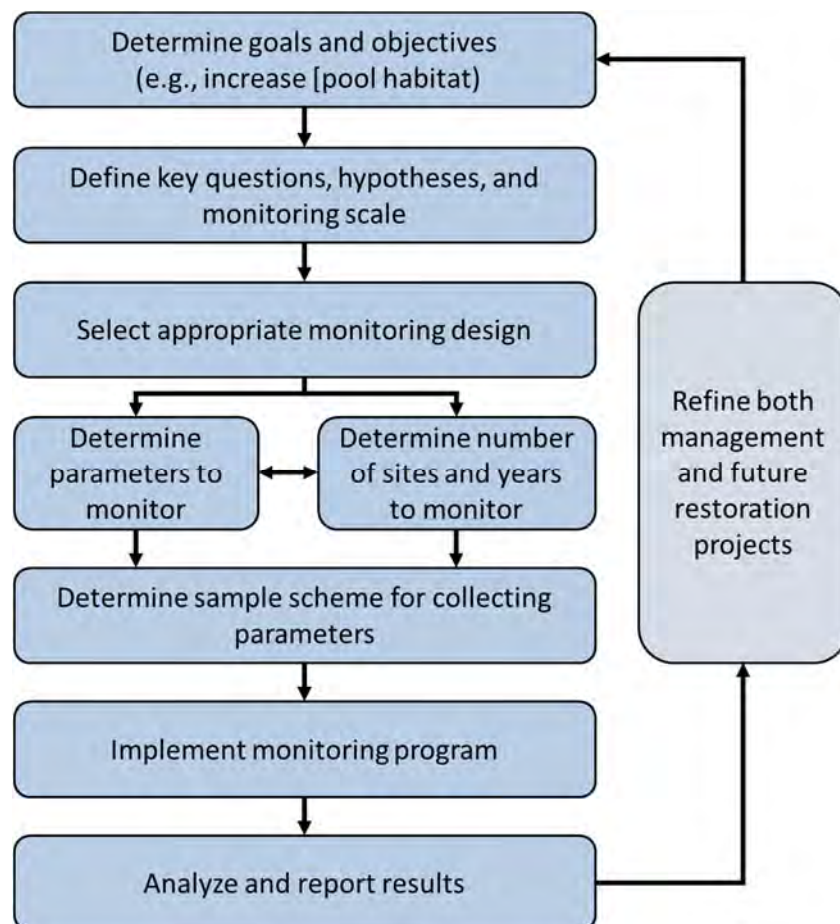 Determine goals and objectives
(e.g., increase [pool habitat)
Define key questions, hypotheses, and
monitoring scale
Select appropriate monitoring design
Determine
parameters to
monitor
Determine number
of sites and years
to monitor
Determine sample scheme for collecting
parameters
Implement monitoring program
Analyze and report results
Refine both
management
and future
restoration
projects